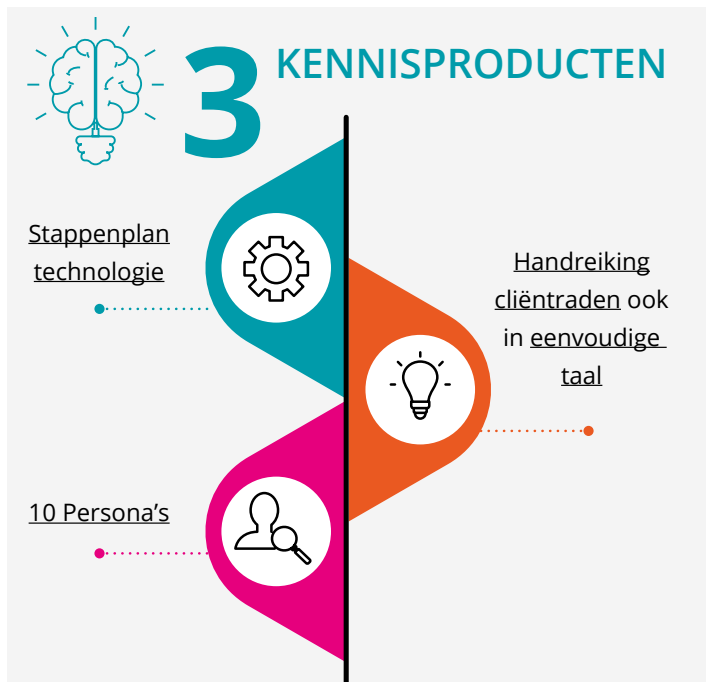 3 KENNISPRODUCTEN
Stappenplan
technologie
Handreiking
cliëntraden ook
in eenvoudige
taal
10 Persona’s